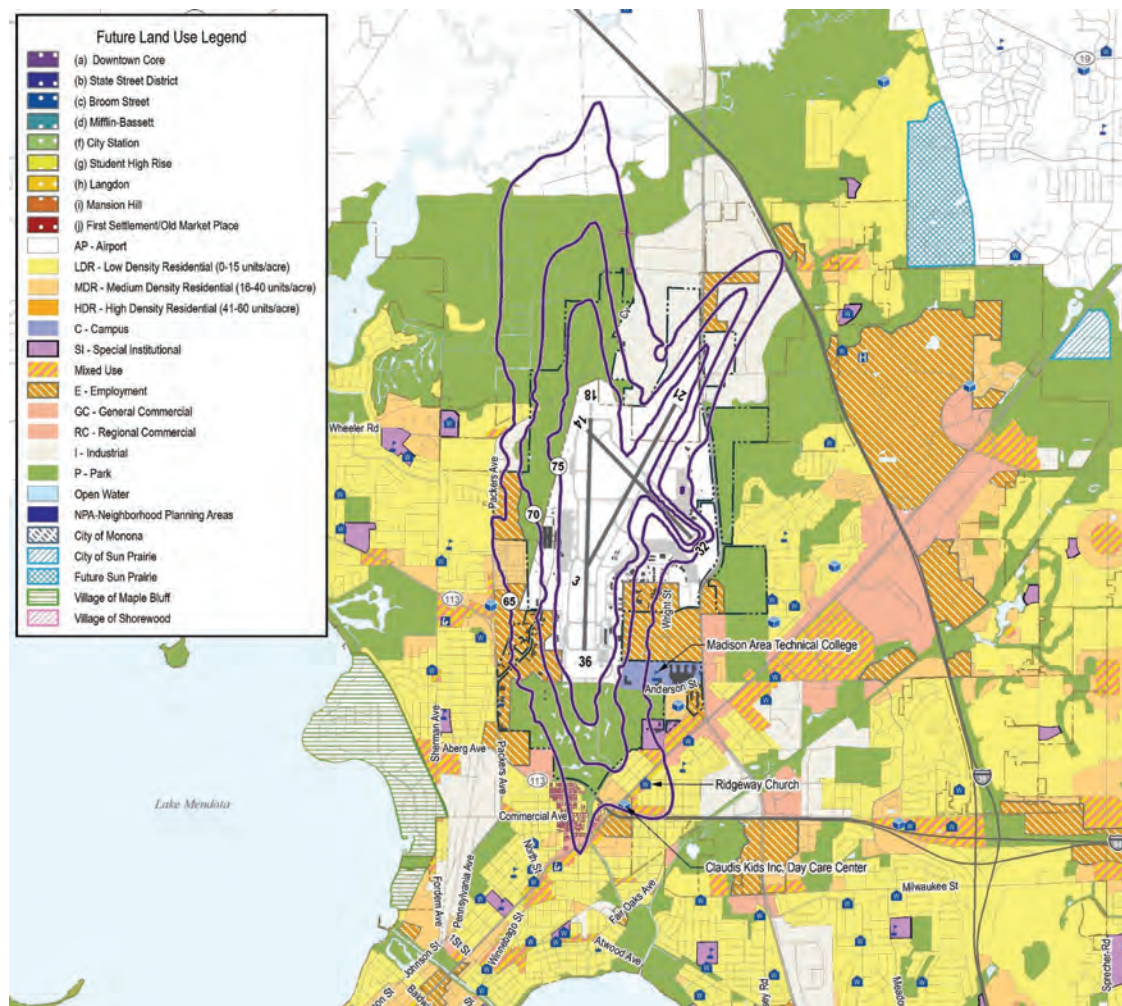 Future Land Use Legend
(a) Downtown Core
(b) State Street District
(c) Broom Street
(d) Mifflin-Bassett
(f) City Station
(g) Student High Rise
(h) Langdon
(i) Mansion Hill
(j) First Settlement/Old Market Place
AP - Airport
LDR - Low Density Residential (0-15 units/acre)
MDR - Medium Density Residential (16-40 units/acre)
HDR - High Density Residential (41-60 units/acre)
C - Campus
SI - Special Institutional
Mixed Use
E - Employment
GC - General Commercial
RC - Regional Commercial
I - Industrial
P - Park
Open Water
NPA-Neighborhood Planning Areas
City of Monona
City of Sun Prairie
Future Sun Prairie
Village of Maple Bluff
Village of Shorewood
19
18
14
21
Wheeler Rd
Packers Ave
75
70
32
3
65
113
Wright St
Madison Area Technical College
36
Anderson St
Sherman Ave
Aberg Ave
Packers Ave
113
Ridgeway Church
Lake Mendota
Commercial Ave
Claudis Kids Inc, Day Care Center
North St
Fordem Ave
Pennsylvania Ave
Milwaukee St
Fair Oaks Ave
Winnebago St
1St St
Johnson St
Atwood Ave
Sprecher Rd